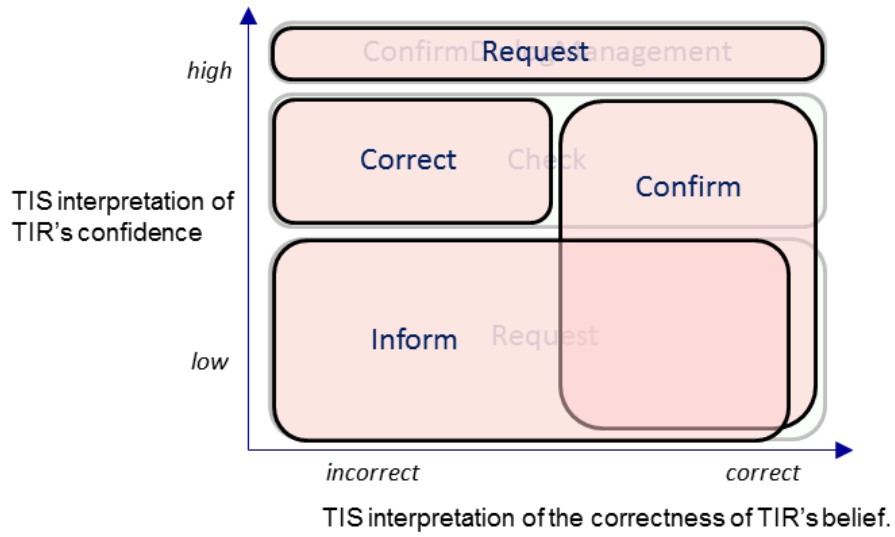 ConfirmDialogManagement
Request
high
Correct
Check
Confirm
TIS interpretation of
TIR's confidence
Inform
Request
low
incorrect
correct
TIS interpretation of the correctness of TIR's belief.